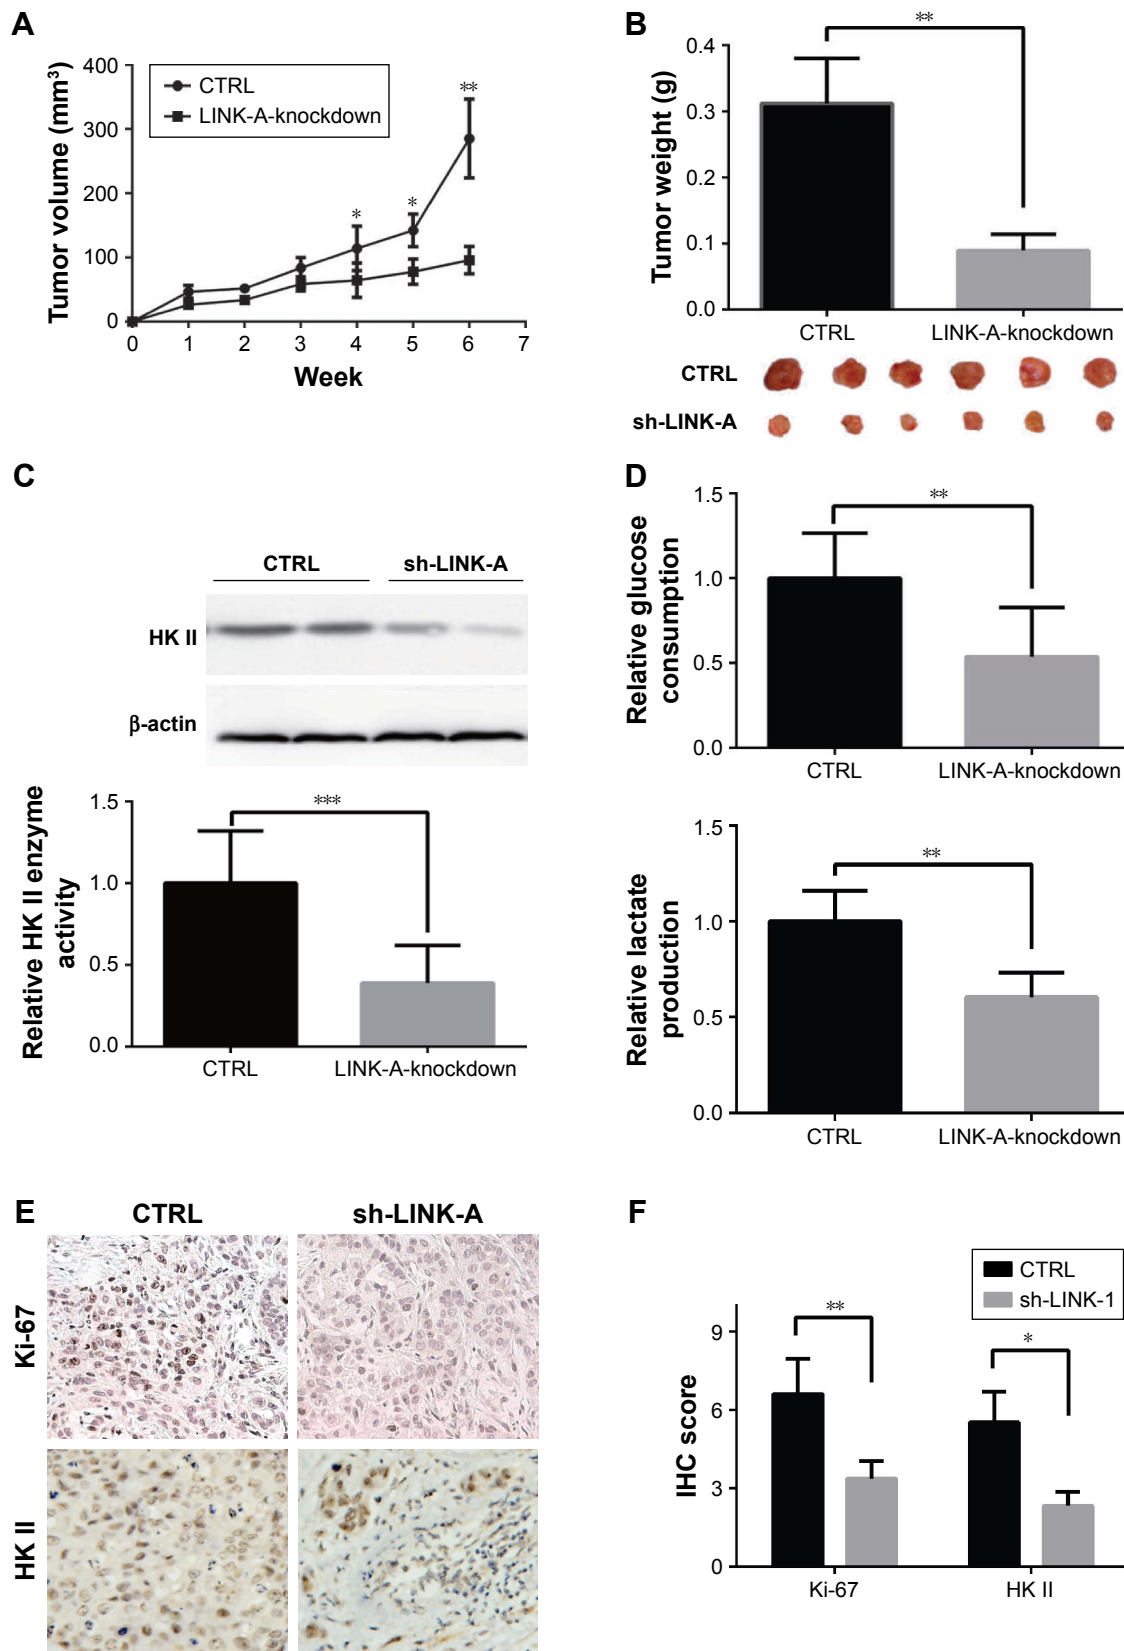 A
Tumor volume (mm³)
400
300
200
100
0
CTRL
LINK-A-knockdown
*
*
**
0 1 2 3 4 5 6 7
Week
B
Tumor weight (g)
0.4
0.3
0.2
0.1
0.0
**
CTRL LINK-A-knockdown
CTRL
sh-LINK-A
C
CTRL sh-LINK-A
HK II
β-actin
Relative HK II enzyme
activity
1.5
1.0
0.5
0.0
***
CTRL LINK-A-knockdown
D
Relative glucose
consumption
1.5
1.0
0.5
0.0
**
CTRL LINK-A-knockdown
Relative lactate
production
1.5
1.0
0.5
0.0
**
CTRL LINK-A-knockdown
E
CTRL sh-LINK-A
Ki-67
HK II
F
CTRL
sh-LINK-1
IHC score
9
6
3
0
**
*
Ki-67 HK II